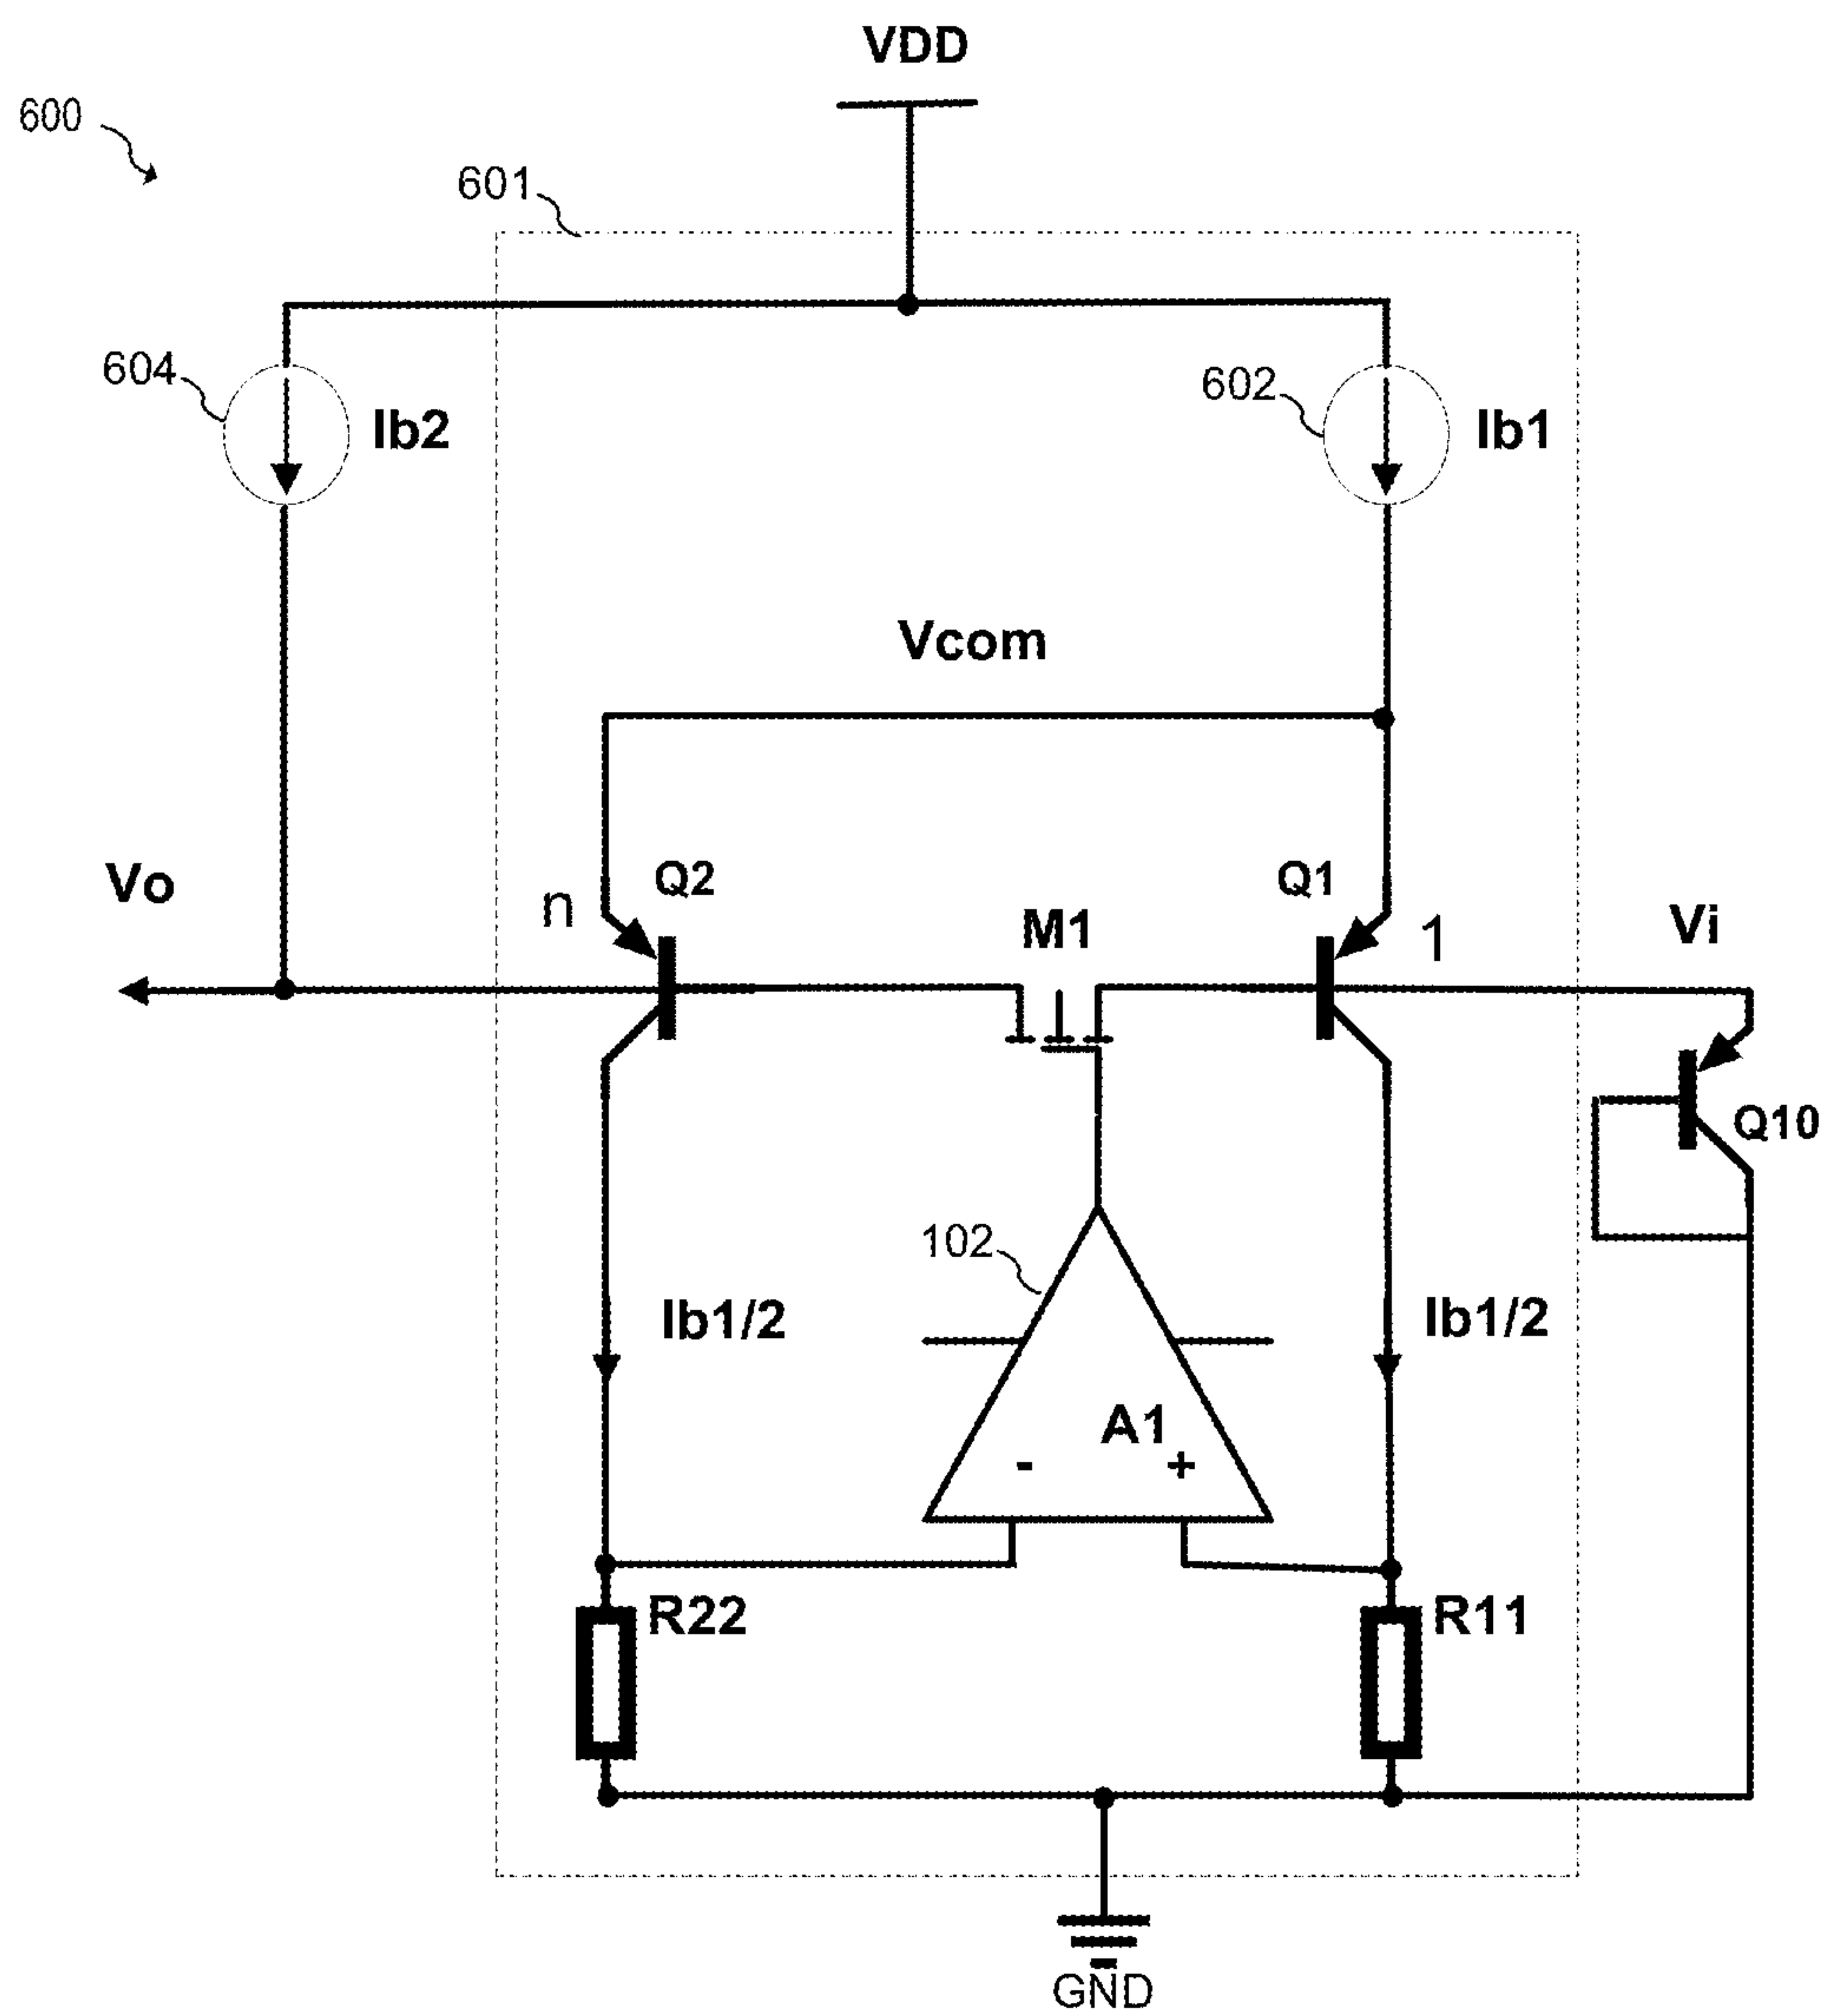 VDD
600
601
604
Ib2
602
Ib1
Vcom
Vo
n
Q2
Q1
M1
1
Vi
Q10
102
Ib1/2
Ib1/2
A1
-
+
R22
R11
GND